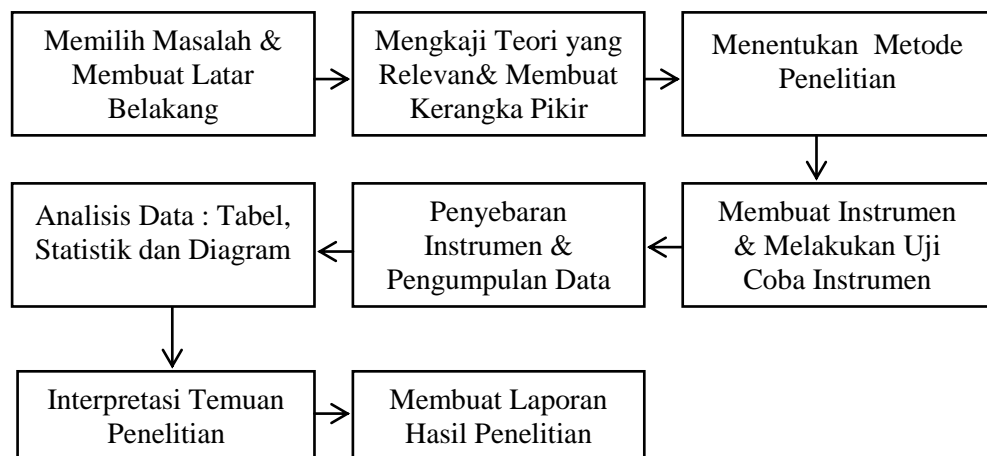 Memilih Masalah &
Membuat Latar
Belakang
Mengkaji Teori yang
Relevan& Membuat
Kerangka Pikir
Menentukan  Metode
Penelitian
Membuat Instrumen
& Melakukan Uji
Coba Instrumen
Penyebaran
Instrumen &
Pengumpulan Data
Analisis Data : Tabel,
Statistik dan Diagram
Interpretasi Temuan
Penelitian
Membuat Laporan
Hasil Penelitian